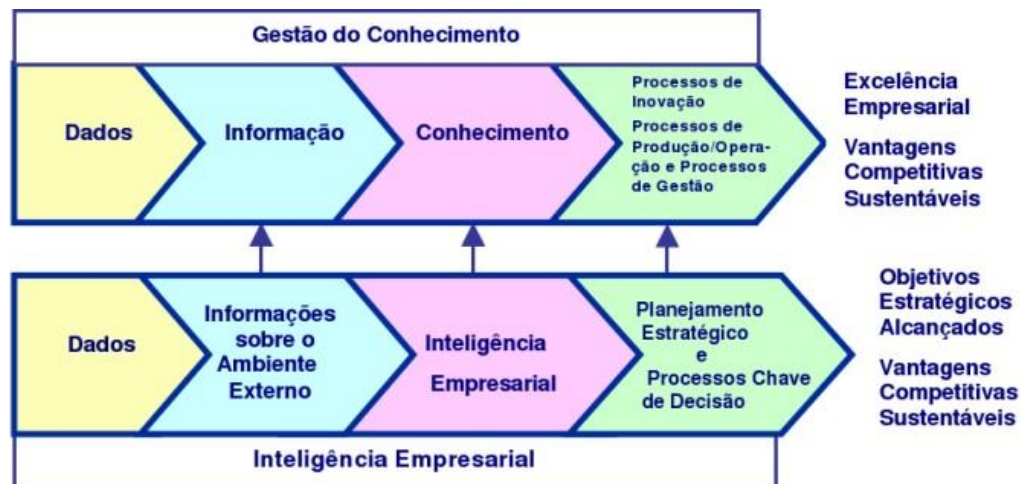 Gestão do Conhecimento
Dados
Informação
Conhecimento
Processos de
Inovação
Processos de
Produção/Opera-
ção e Processos
de Gestão
Excelência
Empresarial
Vantagens
Competitivas
Sustentáveis
Dados
Informações
sobre o
Ambiente
Externo
Inteligência
Empresarial
Planejamento
Estratégico
e
Processos Chave
de Decisão
Objetivos
Estratégicos
Alcançados
Vantagens
Competitivas
Sustentáveis
Inteligência Empresarial